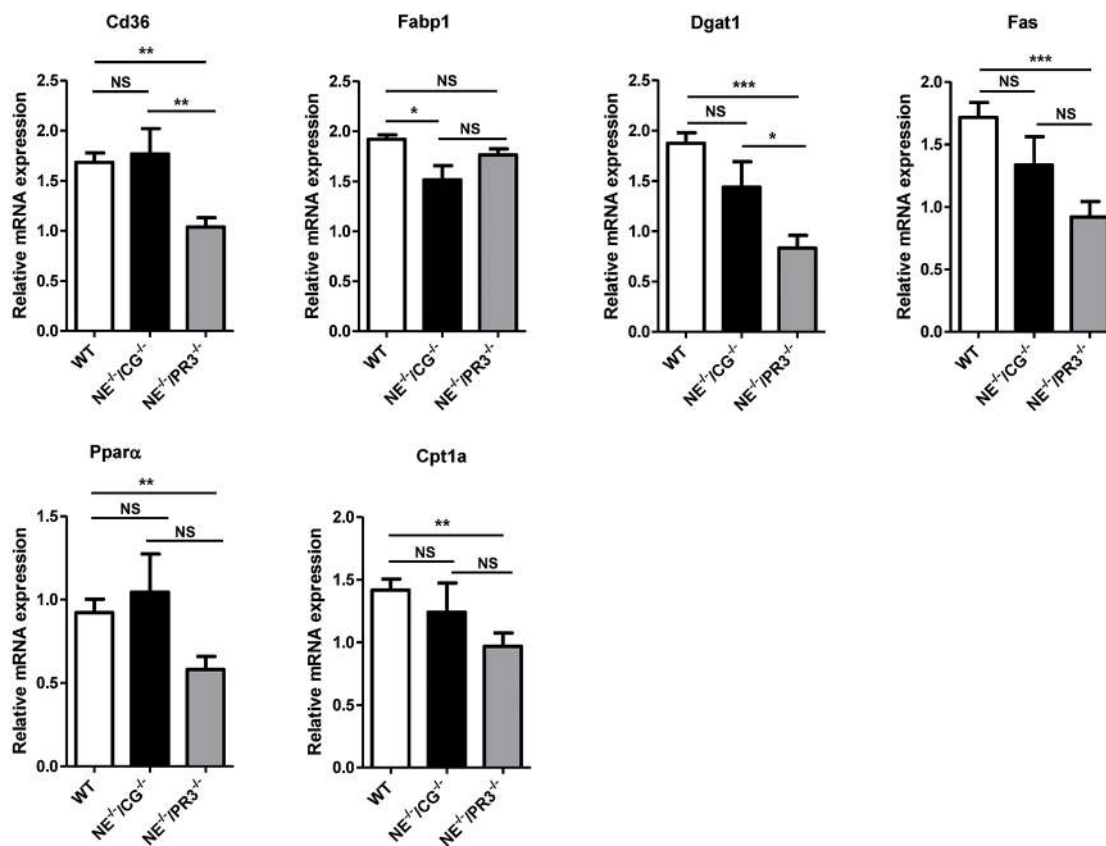 Cd36
**
NS
**
Relative mRNA expression
2.5
2.0
1.5
1.0
0.5
0.0
WT
NE⁻/⁻/CG⁻/⁻
NE⁻/⁻/PR3⁻/⁻
Fabp1
NS
*
NS
Relative mRNA expression
2.5
2.0
1.5
1.0
0.5
0.0
WT
NE⁻/⁻/CG⁻/⁻
NE⁻/⁻/PR3⁻/⁻
Dgat1
***
NS
*
Relative mRNA expression
2.5
2.0
1.5
1.0
0.5
0.0
WT
NE⁻/⁻/CG⁻/⁻
NE⁻/⁻/PR3⁻/⁻
Fas
***
NS
NS
Relative mRNA expression
2.0
1.5
1.0
0.5
0.0
WT
NE⁻/⁻/CG⁻/⁻
NE⁻/⁻/PR3⁻/⁻
Pparα
**
NS
NS
Relative mRNA expression
1.5
1.0
0.5
0.0
WT
NE⁻/⁻/CG⁻/⁻
NE⁻/⁻/PR3⁻/⁻
Cpt1a
**
NS
NS
Relative mRNA expression
2.0
1.5
1.0
0.5
0.0
WT
NE⁻/⁻/CG⁻/⁻
NE⁻/⁻/PR3⁻/⁻